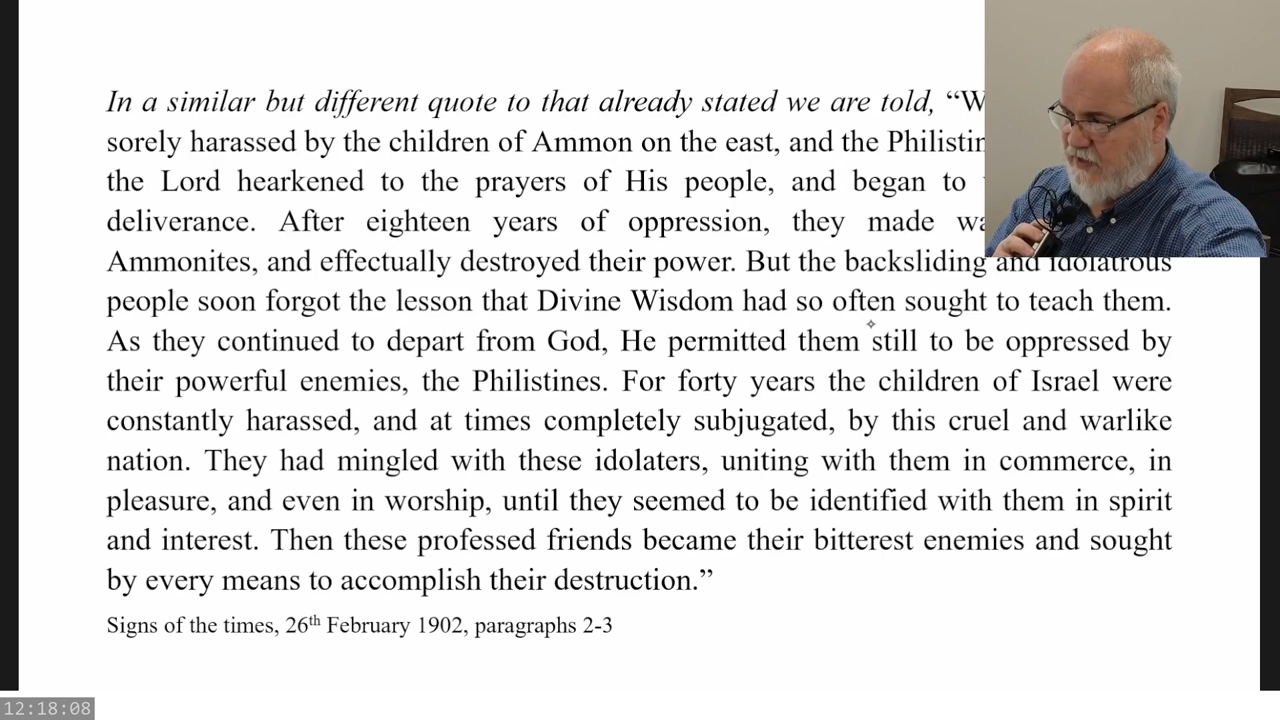 In a similar but different quote to that already stated we are told, “W
sorely harassed by the children of Ammon on the east, and the Philistin
the Lord hearkened to the prayers of His people, and began to
deliverance. After eighteen years of oppression, they made wa
Ammonites, and effectually destroyed their power. But the backsliding and idolatrous
people soon forgot the lesson that Divine Wisdom had so often sought to teach them.
As they continued to depart from God, He permitted them still to be oppressed by
their powerful enemies, the Philistines. For forty years the children of Israel were
constantly harassed, and at times completely subjugated, by this cruel and warlike
nation. They had mingled with these idolaters, uniting with them in commerce, in
pleasure, and even in worship, until they seemed to be identified with them in spirit
and interest. Then these professed friends became their bitterest enemies and sought
by every means to accomplish their destruction.”
Signs of the times, 26th February 1902, paragraphs 2-3
12:18:08